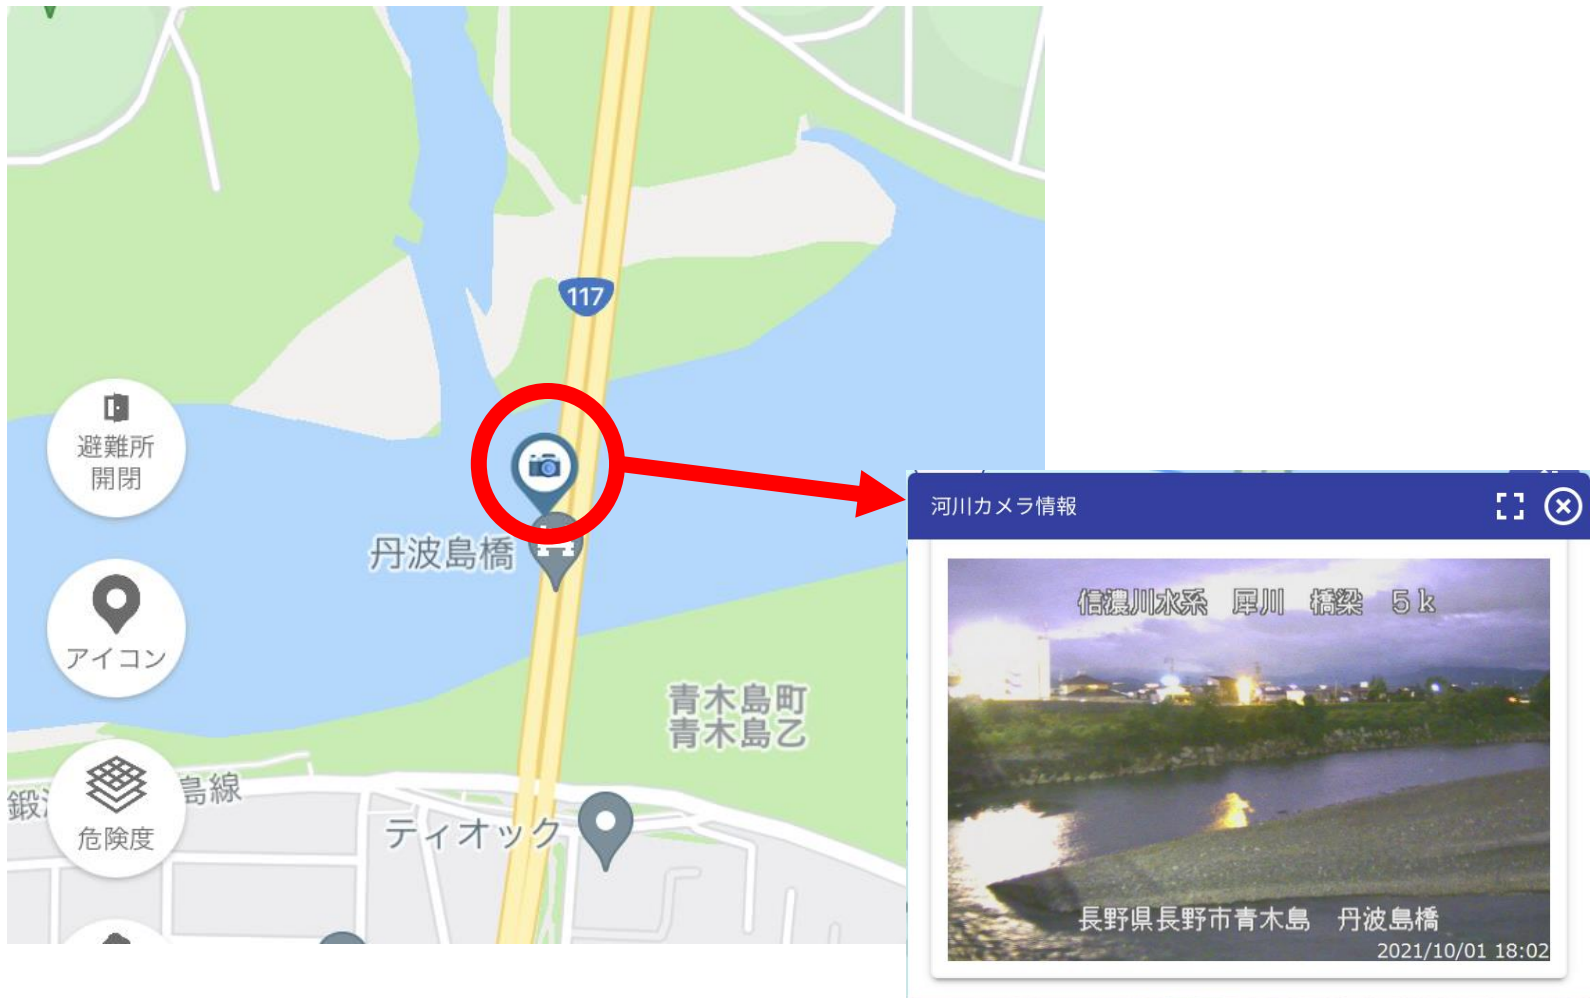 117
避難所
開閉
丹波島橋
アイコン
青木島町
青木島乙
島線
鍛
危険度
ティオック
河川カメラ情報
信濃川水系 犀川 橋梁 5k
長野県長野市青木島 丹波島橋
2021/10/01 18:02